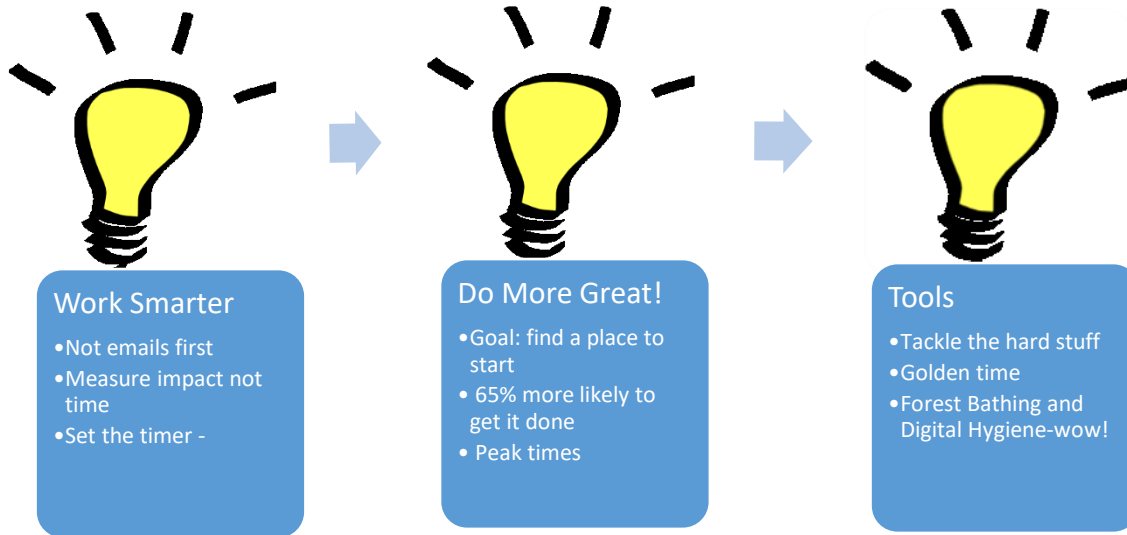 Work Smarter
•Not emails first
•Measure impact not
time
•Set the timer -
Do More Great!
•Goal: find a place to
start
• 65% more likely to
get it done
• Peak times
Tools
•Tackle the hard stuff
•Golden time
•Forest Bathing and
Digital Hygiene-wow!